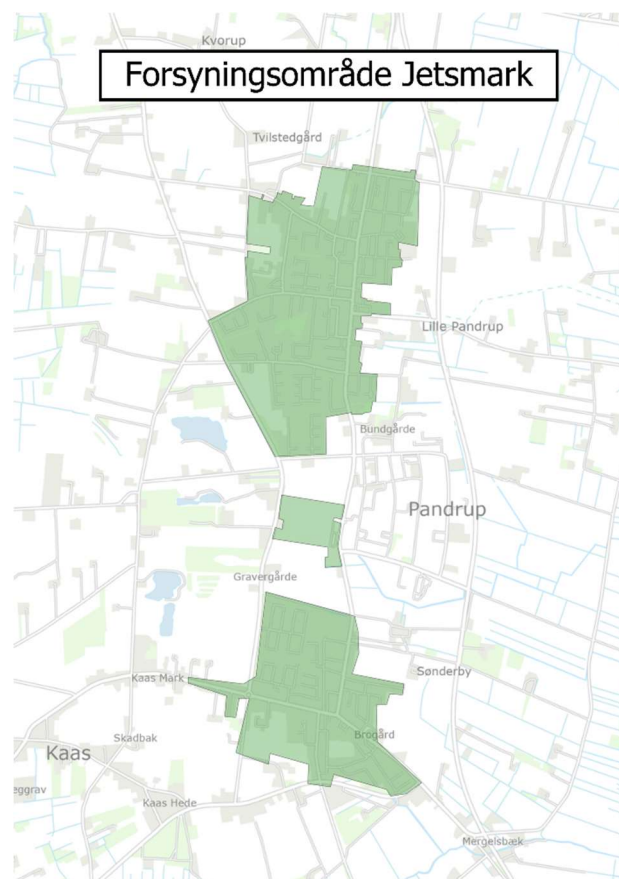 Kvorup
Forsyningsområde Jetsmark
Tvilstedgård
Lille Pandrup
Bundgårde
Pandrup
Gravergårde
Sønderby
Kaas Mark
Brogård
Skadbak
Kaas
eggrav
Kaas Hede
Mergelsbæk